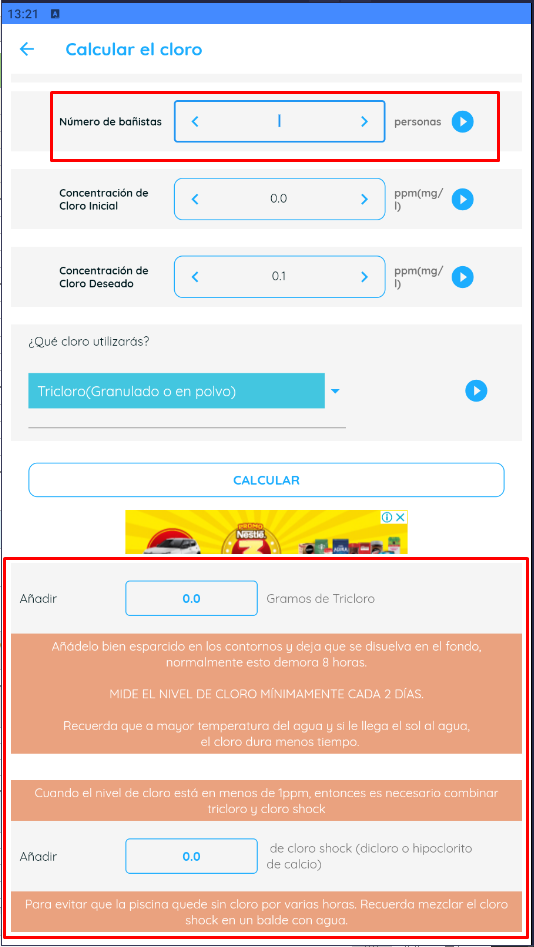 13:21
Calcular el cloro
Número de bañistas
personas
Concentración de
Cloro Inicial
0.0
ppm(mg/
l)
Concentración de
Cloro Deseado
0.1
ppm(mg/
l)
¿Qué cloro utilizarás?
Tricloro(Granulado o en polvo)
CALCULAR
PROMO
Nestlé
3
Añadir
0.0
Gramos de Tricloro
Añádelo bien esparcido en los contornos y deja que se disuelva en el fondo,
normalmente esto demora 8 horas.
MIDE EL NIVEL DE CLORO MÍNIMAMENTE CADA 2 DÍAS.
Recuerda que a mayor temperatura del agua y si le llega el sol al agua,
el cloro dura menos tiempo.
Cuando el nivel de cloro está en menos de 1ppm, entonces es necesario combinar
tricloro y cloro shock
Añadir
0.0
de cloro shock (dicloro o hipoclorito
de calcio)
Para evitar que la piscina quede sin cloro por varias horas. Recuerda mezclar el cloro
shock en un balde con agua.